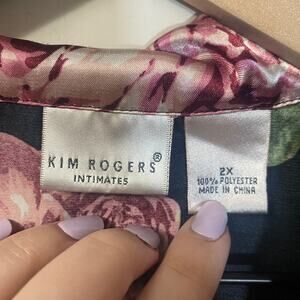 KIM ROGERS®
INTIMATES
2X
100% POLYESTER
MADE IN CHINA